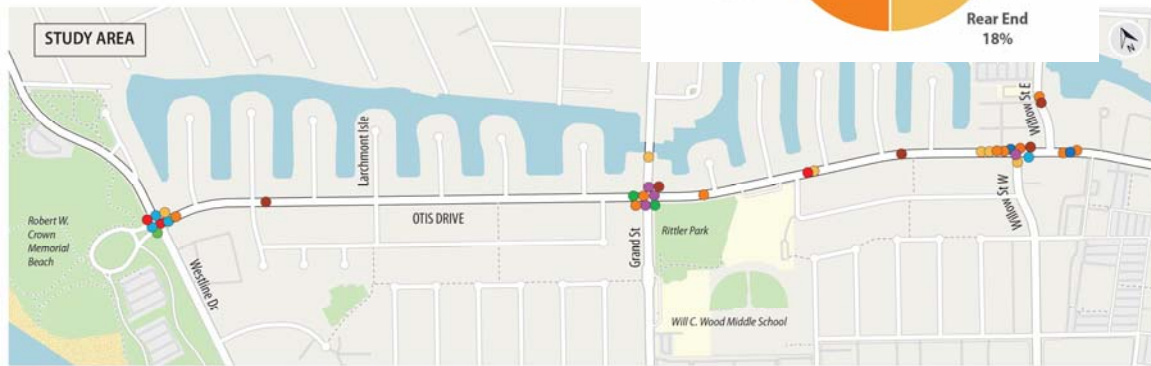 Rear End
18%
STUDY AREA
N
Willow St E
Larchmont Isle
OTIS DRIVE
Robert W.
Crown
Memorial
Beach
Westline Dr
Grand St
Rittler Park
Willow St W
Will C. Wood Middle School